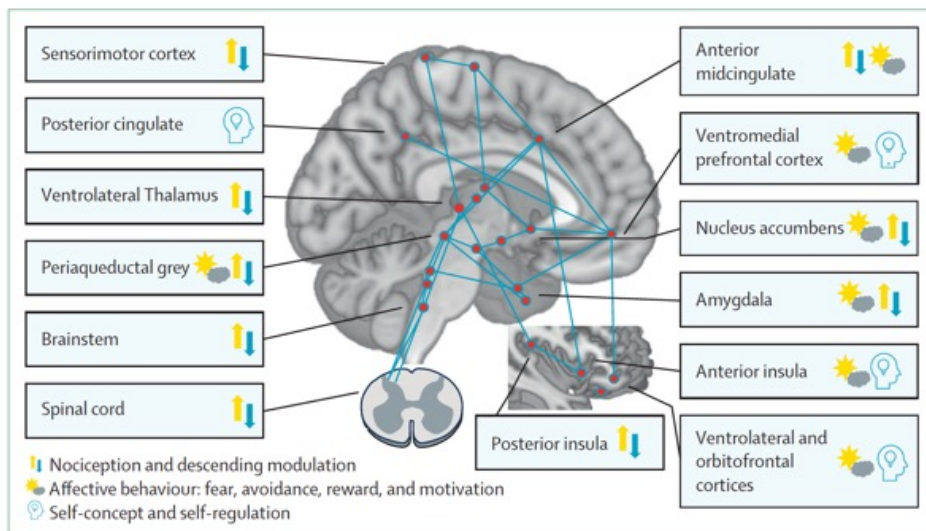 Sensorimotor cortex
Posterior cingulate
Ventrolateral Thalamus
Periaqueductal grey
Brainstem
Spinal cord
Anterior
midcingulate
Ventromedial
prefrontal cortex
Nucleus accumbens
Amygdala
Anterior insula
Ventrolateral and
orbitofrontal
cortices
Posterior insula
Nociception and descending modulation
Affective behaviour: fear, avoidance, reward, and motivation
Self-concept and self-regulation